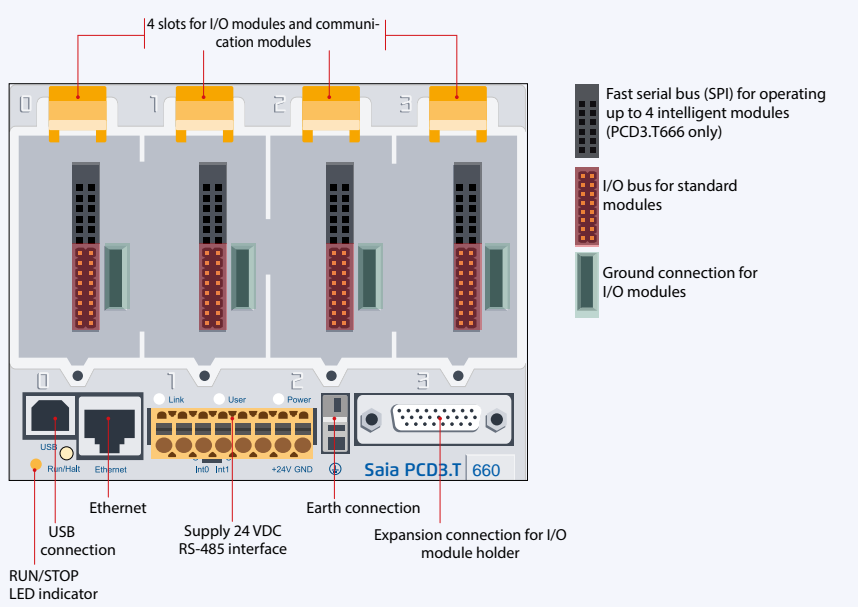 4 slots for I/O modules and communi-
cation modules
0 1 2 3
Fast serial bus (SPI) for operating
up to 4 intelligent modules
(PCD3.T666 only)
I/O bus for standard
modules
Ground connection for
I/O modules
0 1 2 3
Link User Power
USB
Run/Halt Ethernet Int0 Int1 +24V GND
Saia PCD3.T 660
Ethernet
Earth connection
USB
connection
Supply 24 VDC
RS-485 interface
Expansion connection for I/O
module holder
RUN/STOP
LED indicator